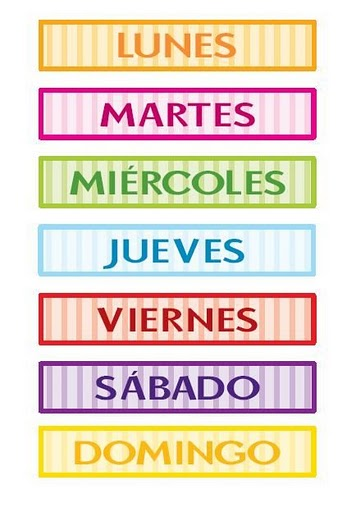 LUNES
MARTES
MIÉRCOLES
JUEVES
VIERNES
SÁBADO
DOMINGO